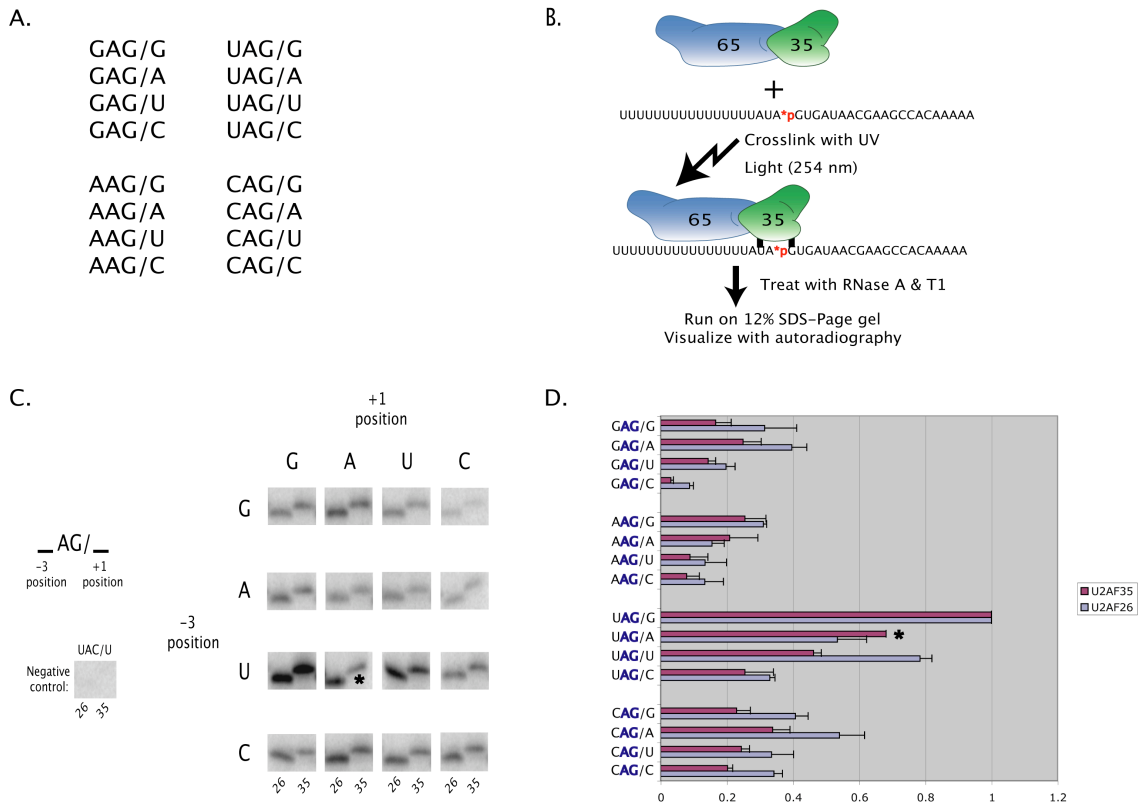 A.
GAG/G UAG/G
GAG/A UAG/A
GAG/U UAG/U
GAG/C UAG/C
AAG/G CAG/G
AAG/A CAG/A
AAG/U CAG/U
AAG/C CAG/C
B.
65 35
+
UUUUUUUUUUUUUUUUUAUA*pGUGAUAACGAAGCCACAAAAA
Crosslink with UV
Light (254 nm)
65 35
UUUUUUUUUUUUUUUUUAUA*pGUGAUAACGAAGCCACAAAAA
Treat with RNase A & T1
Run on 12% SDS-Page gel
Visualize with autoradiography
C.
+1
position
G A U C
G
A
U
C
*
_AG/_
-3 position
+1 position
-3
position
UAC/U
Negative
control:
26 35
26 35 26 35 26 35 26 35
D.
GAG/G
GAG/A
GAG/U
GAG/C
AAG/G
AAG/A
AAG/U
AAG/C
UAG/G
UAG/A *
UAG/U
UAG/C
CAG/G
CAG/A
CAG/U
CAG/C
0 0.2 0.4 0.6 0.8 1 1.2
U2AF35
U2AF26